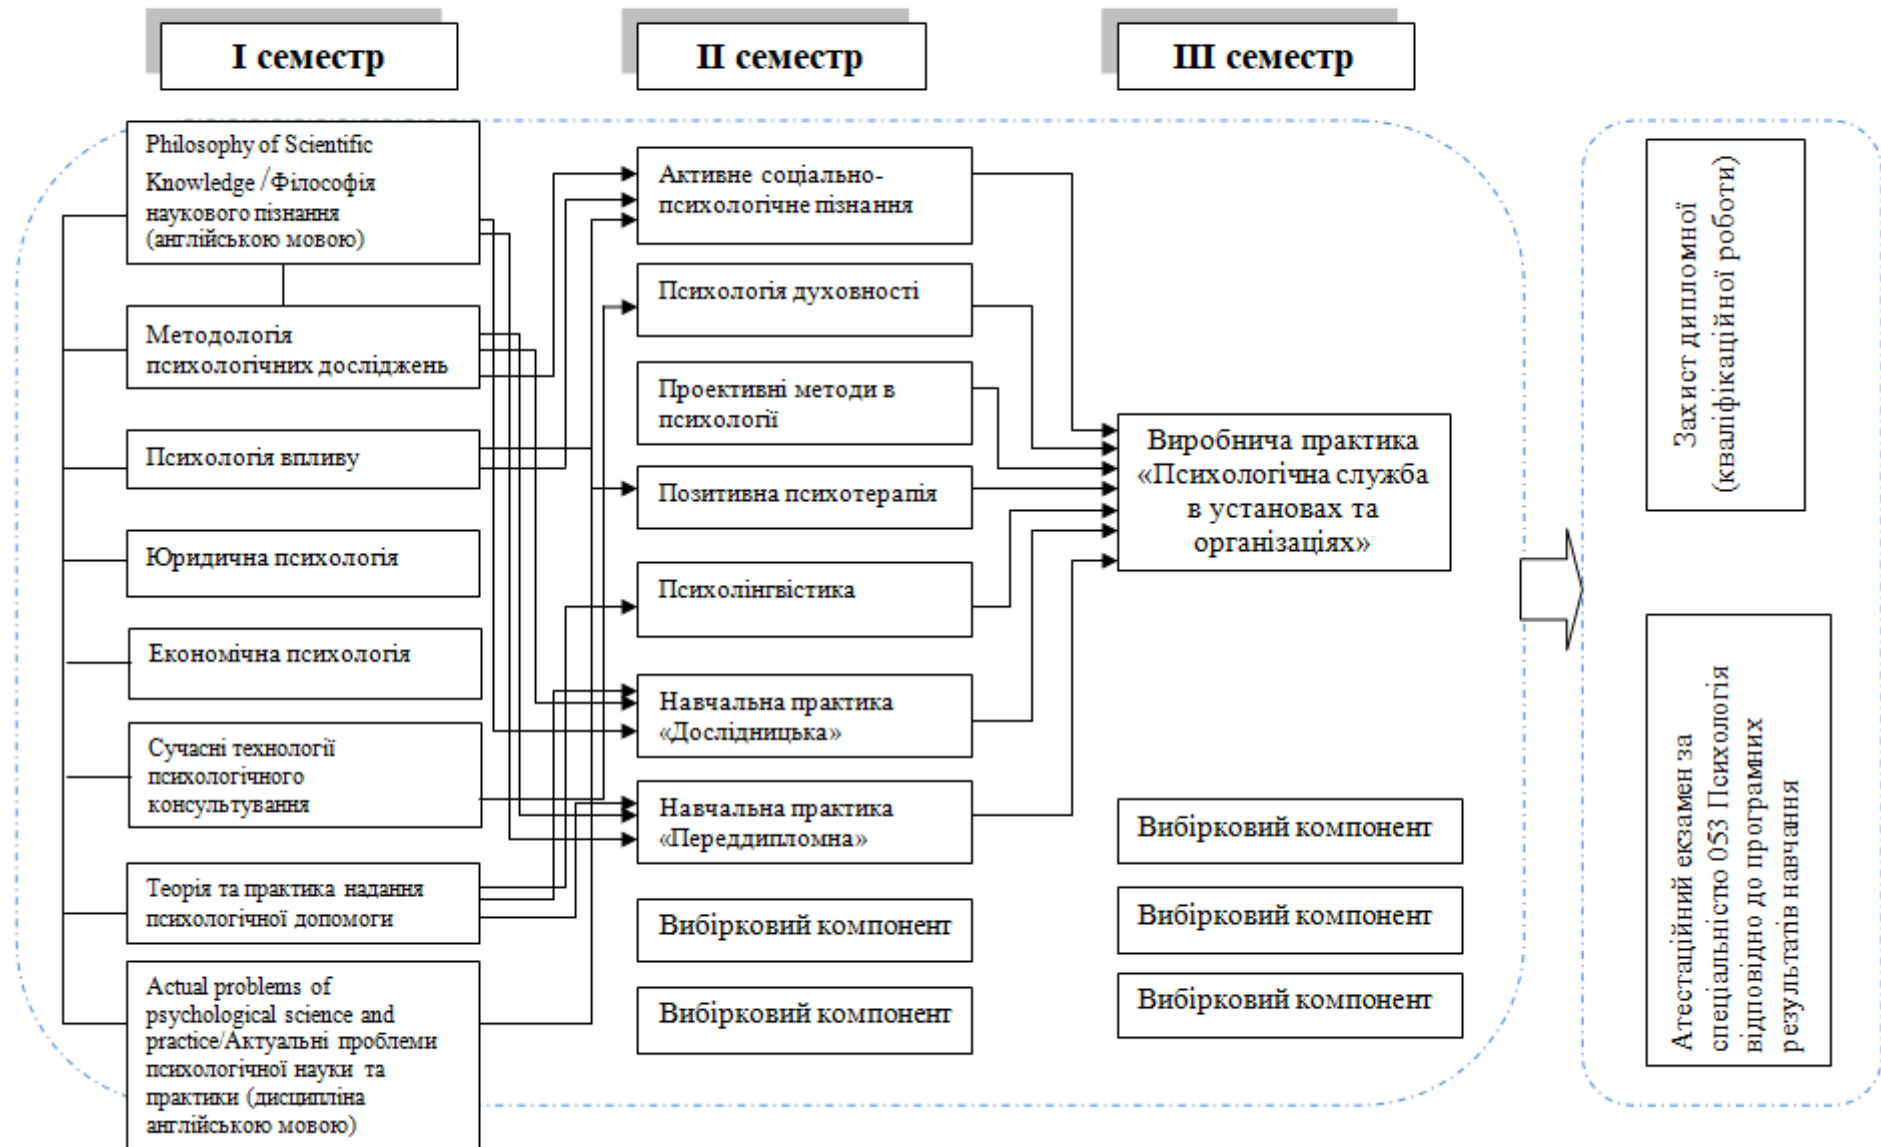 I семестр
II семестр
III семестр
Philosophy of Scientific
Knowledge /Філософія
наукового пізнання
(англійською мовою)
Методологія
психологічних досліджень
Психологія впливу
Юридична психологія
Економічна психологія
Сучасні технології
психологічного
консультування
Теорія та практика надання
психологічної допомоги
Actual problems of
psychological science and
practice/Актуальні проблеми
психологічної науки та
практики (дисципліна
англійською мовою)
Активне соціально-
психологічне пізнання
Психологія духовності
Проективні методи в
психології
Позитивна психотерапія
Психолінгвістика
Навчальна практика
«Дослідницька»
Навчальна практика
«Переддипломна»
Вибірковий компонент
Вибірковий компонент
Виробнича практика
«Психологічна служба
в установах та
організаціях»
Вибірковий компонент
Вибірковий компонент
Вибірковий компонент
Захист дипломної
(кваліфікаційної роботи)
Атестаційний екзамен за
спеціальністю 053 Психологія
відповідно до програмних
результатів навчання